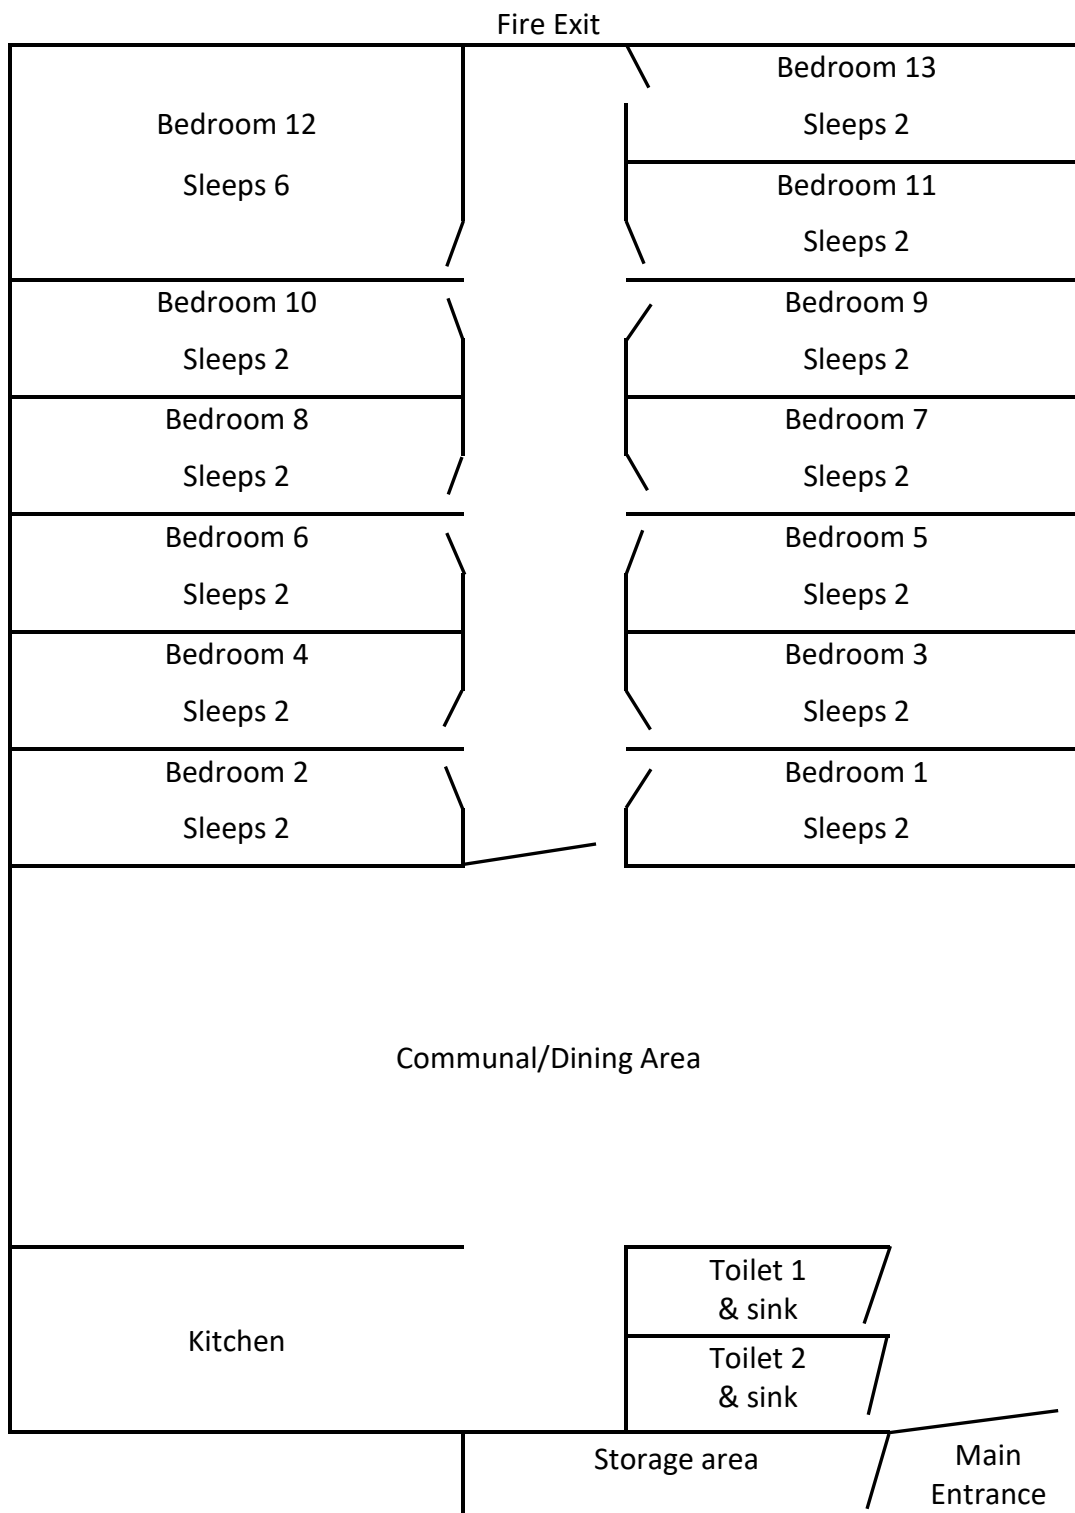 Fire Exit
Bedroom 12
Sleeps 6
Bedroom 13
Sleeps 2
Bedroom 11
Sleeps 2
Bedroom 10
Sleeps 2
Bedroom 9
Sleeps 2
Bedroom 8
Sleeps 2
Bedroom 7
Sleeps 2
Bedroom 6
Sleeps 2
Bedroom 5
Sleeps 2
Bedroom 4
Sleeps 2
Bedroom 3
Sleeps 2
Bedroom 2
Sleeps 2
Bedroom 1
Sleeps 2
Communal/Dining Area
Kitchen
Toilet 1
& sink
Toilet 2
& sink
Storage area
Main
Entrance